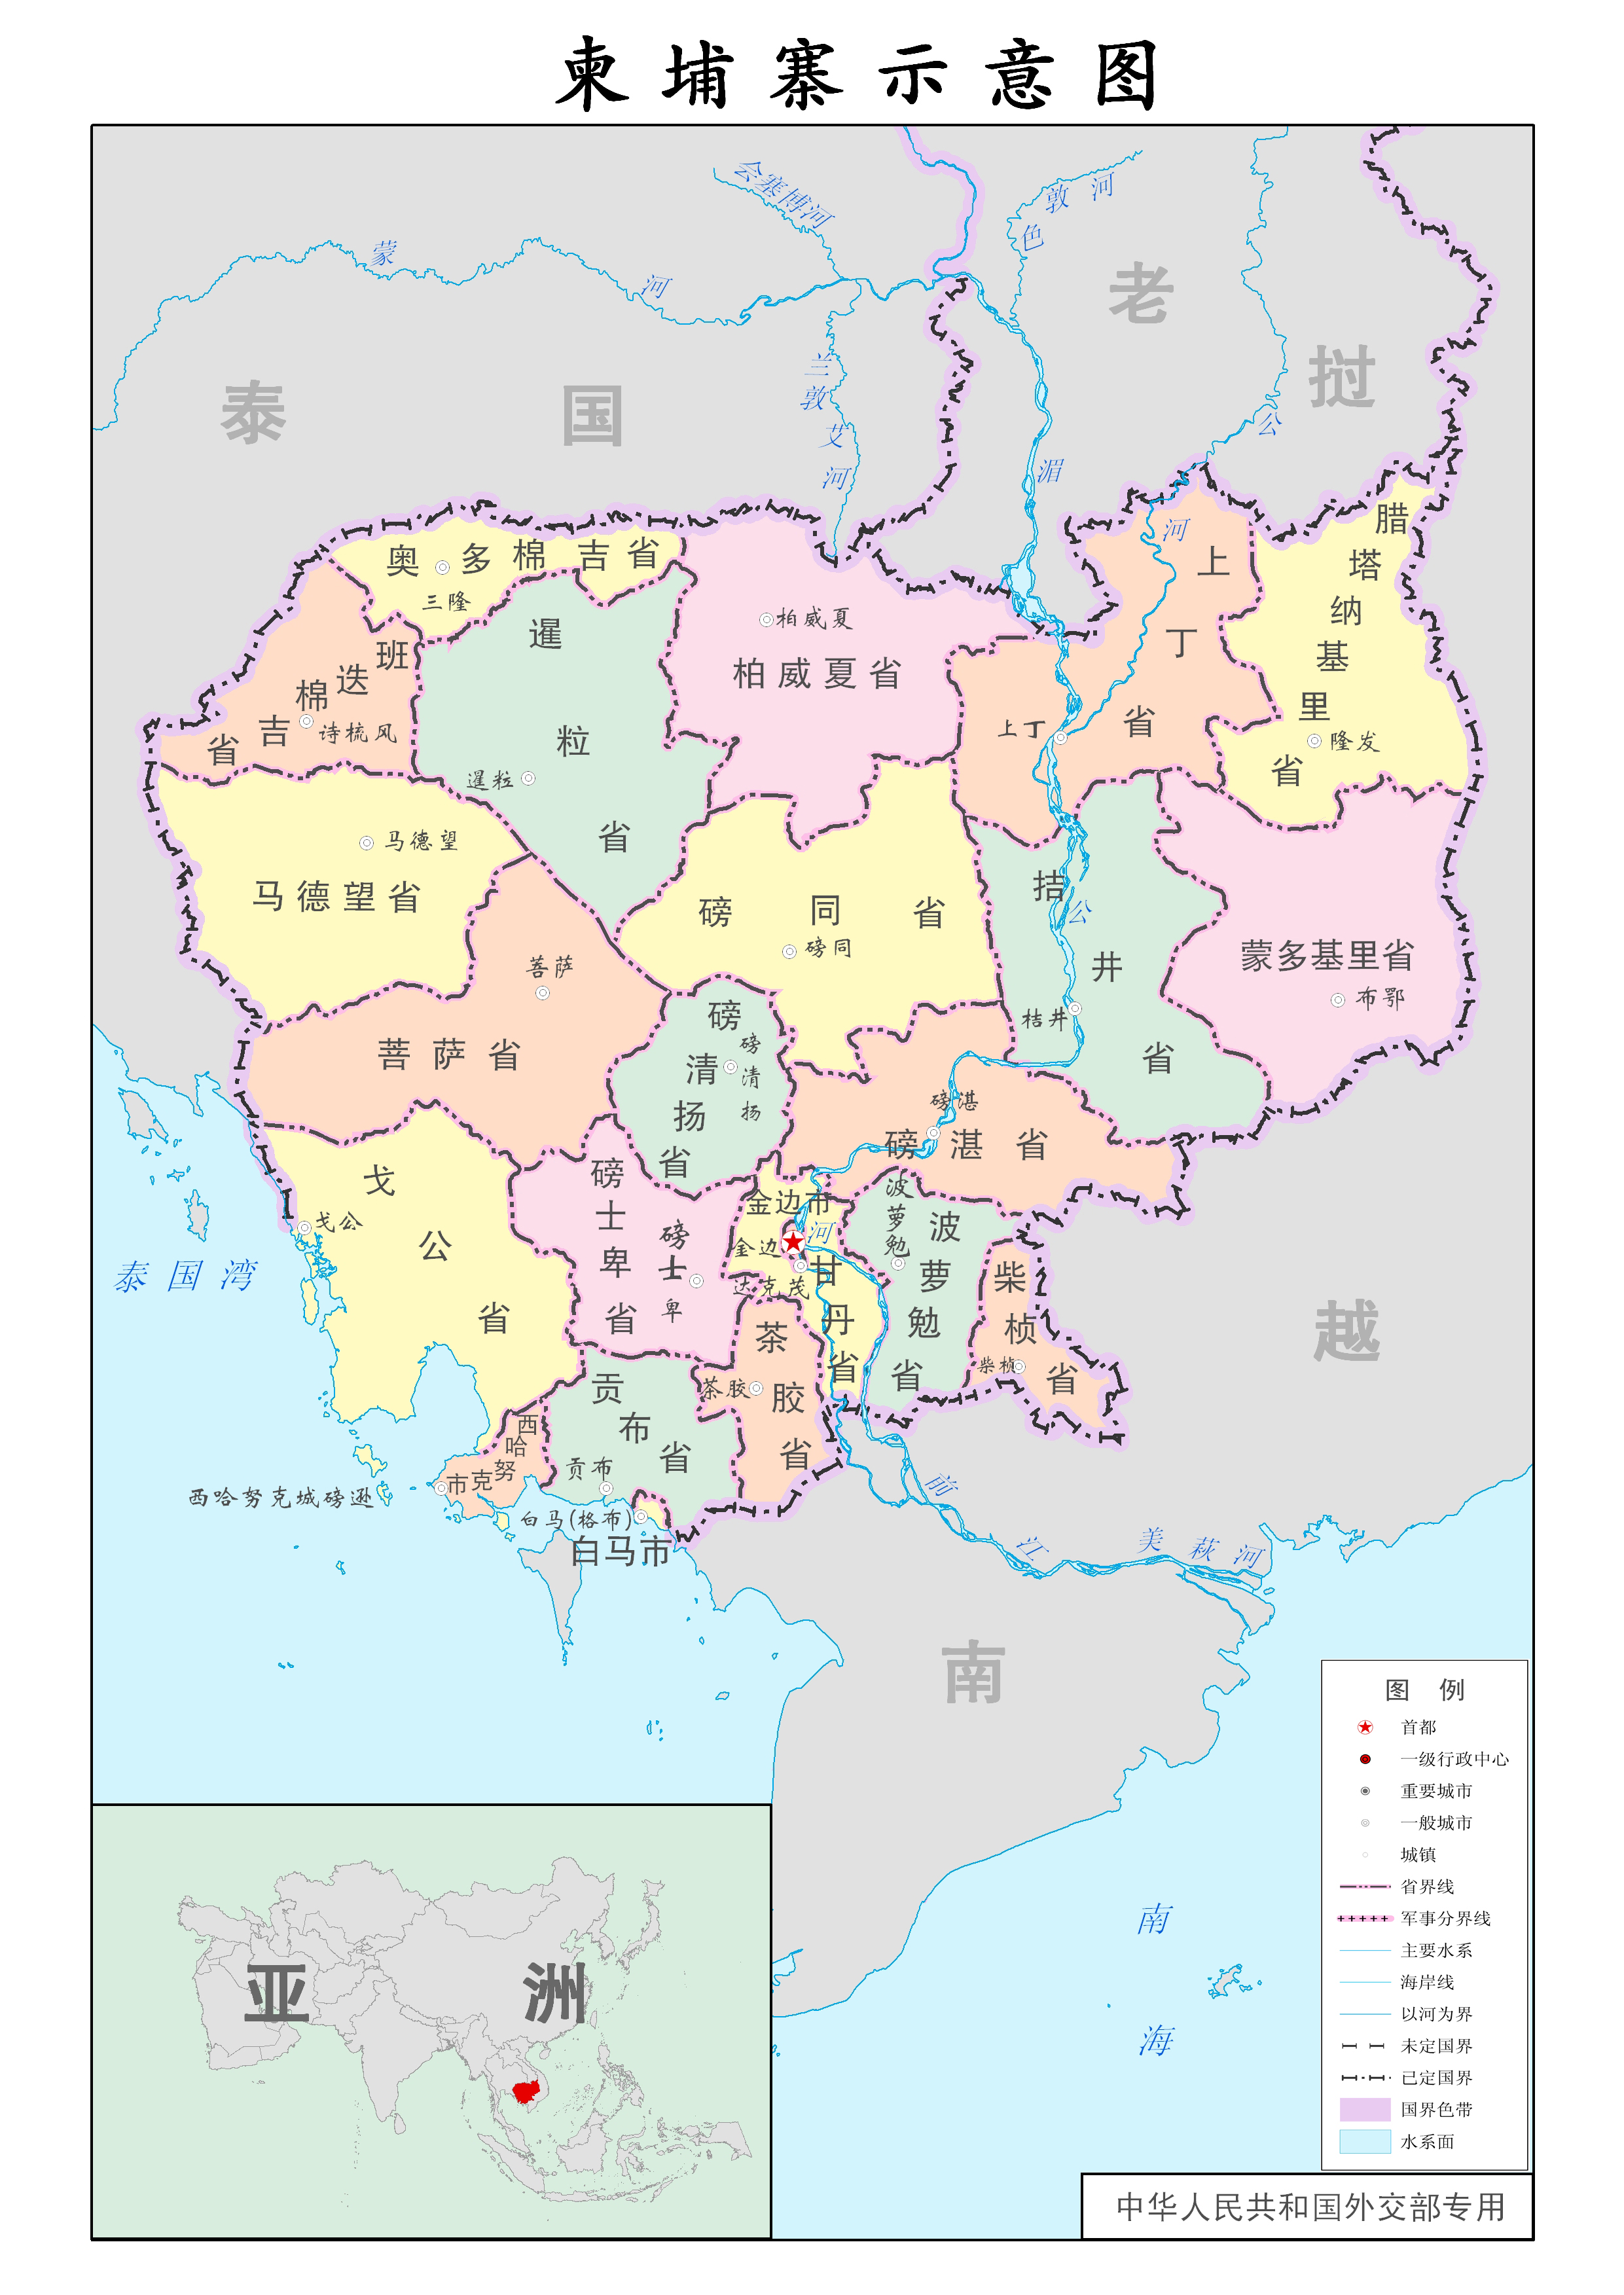 柬埔寨示意图
会塞博河
敦河
色
蒙
河
老
挝
泰
国
兰
敦
艾
河
湄
公
河
腊
塔
纳
基
里
省
隆发
奥多棉吉省
三隆
上
丁
省
上丁
班
迭
棉
吉
省
诗梳风
暹
粒
省
暹粒
柏威夏
柏威夏省
马德望
马德望省
磅同省
磅同
拮
井
省
公
桔井
蒙多基里省
布鄂
菩萨
菩萨省
磅
清
扬
省
磅
清
扬
磅湛
磅湛省
戈
公
省
戈公
磅
士
卑
省
磅
士
卑
金边市
金边
河
达克茂
甘
丹
省
波
萝
勉
波
萝
勉
省
柴
桢
省
柴桢
泰国湾
越
茶
胶
省
茶胶
贡
布
省
贡布
西
哈
努
克
市
西哈努克城磅逊
白马(格布)
白马市
前
江
美萩河
南
南
海
亚洲
图例
首都
一级行政中心
重要城市
一般城市
城镇
省界线
军事分界线
主要水系
海岸线
以河为界
未定国界
已定国界
国界色带
水系面
中华人民共和国外交部专用